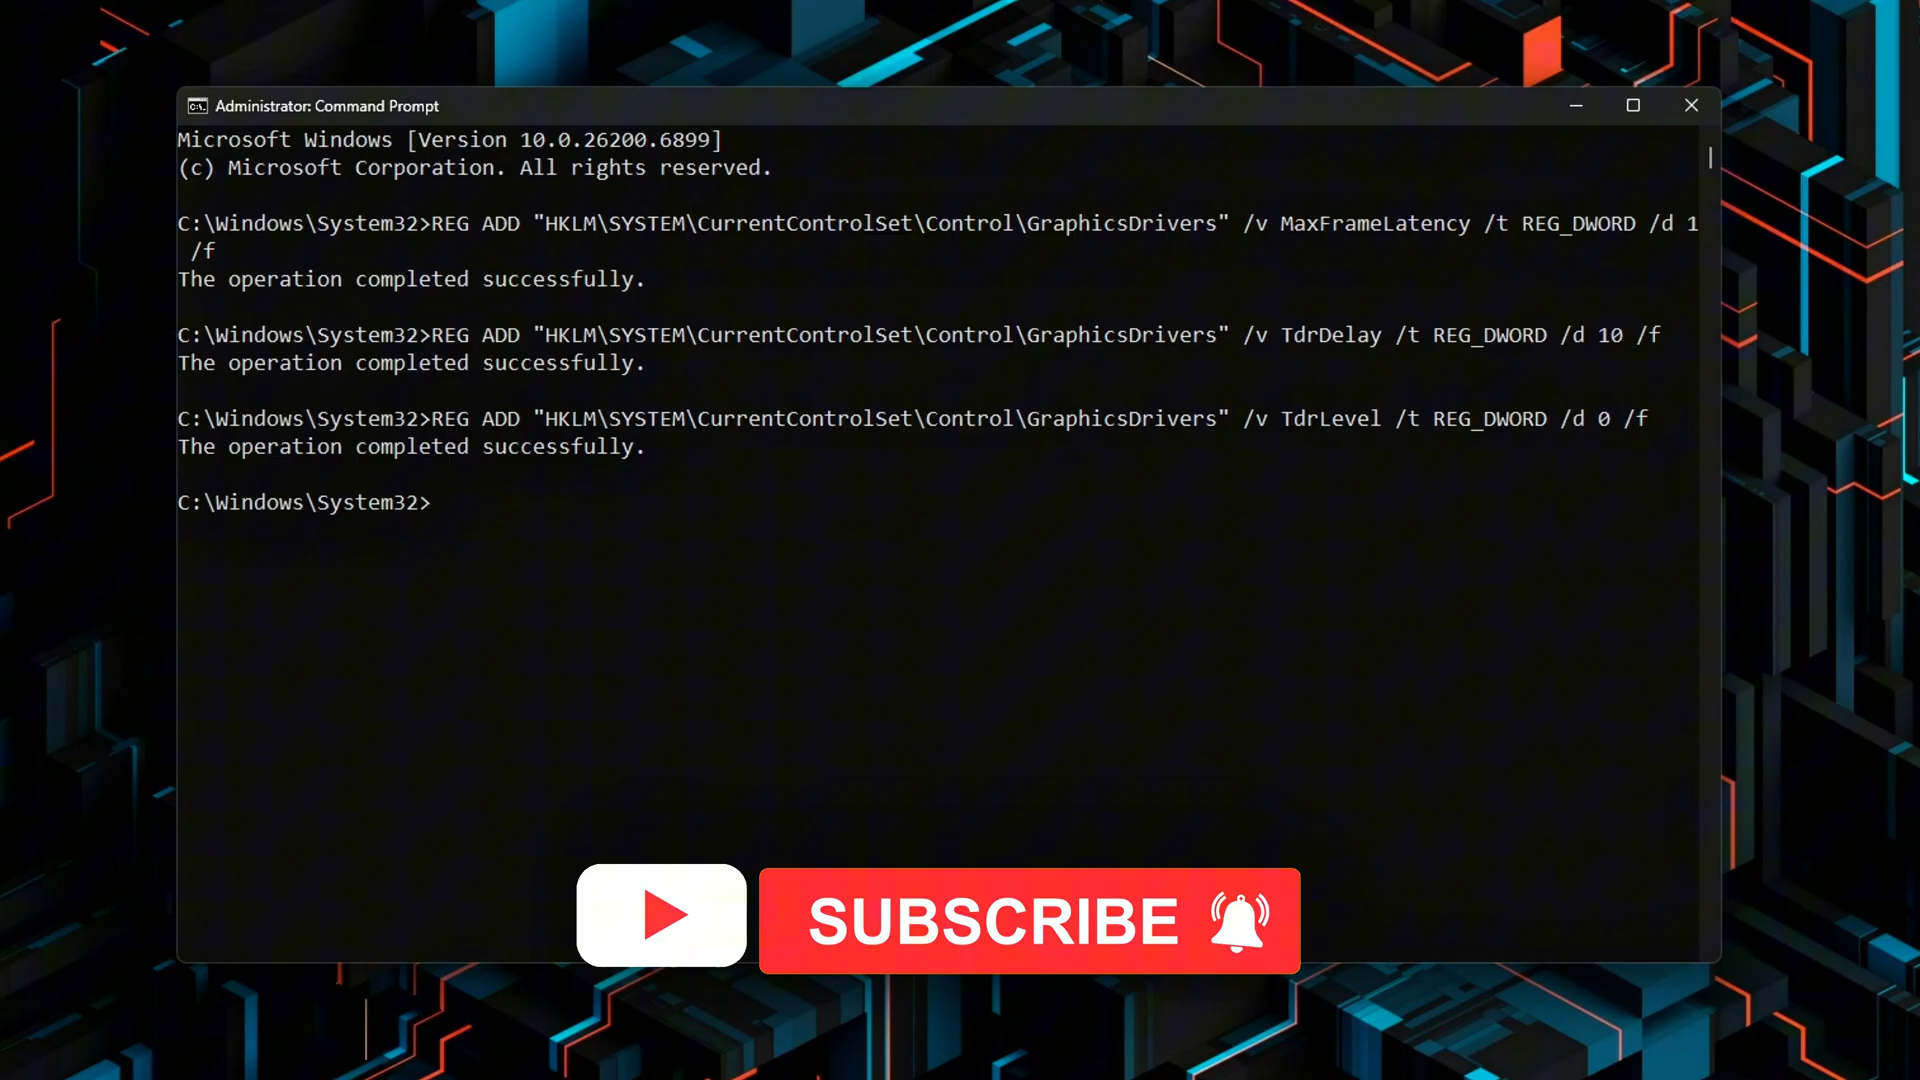 Administrator: Command Prompt
Microsoft Windows [Version 10.0.26200.6899]
(c) Microsoft Corporation. All rights reserved.
C:\Windows\System32>REG ADD "HKLM\SYSTEM\CurrentControlSet\Control\GraphicsDrivers" /v MaxFrameLatency /t REG_DWORD /d 1
/f
The operation completed successfully.
C:\Windows\System32>REG ADD "HKLM\SYSTEM\CurrentControlSet\Control\GraphicsDrivers" /v TdrDelay /t REG_DWORD /d 10 /f
The operation completed successfully.
C:\Windows\System32>REG ADD "HKLM\SYSTEM\CurrentControlSet\Control\GraphicsDrivers" /v TdrLevel /t REG_DWORD /d 0 /f
The operation completed successfully.
C:\Windows\System32>
SUBSCRIBE